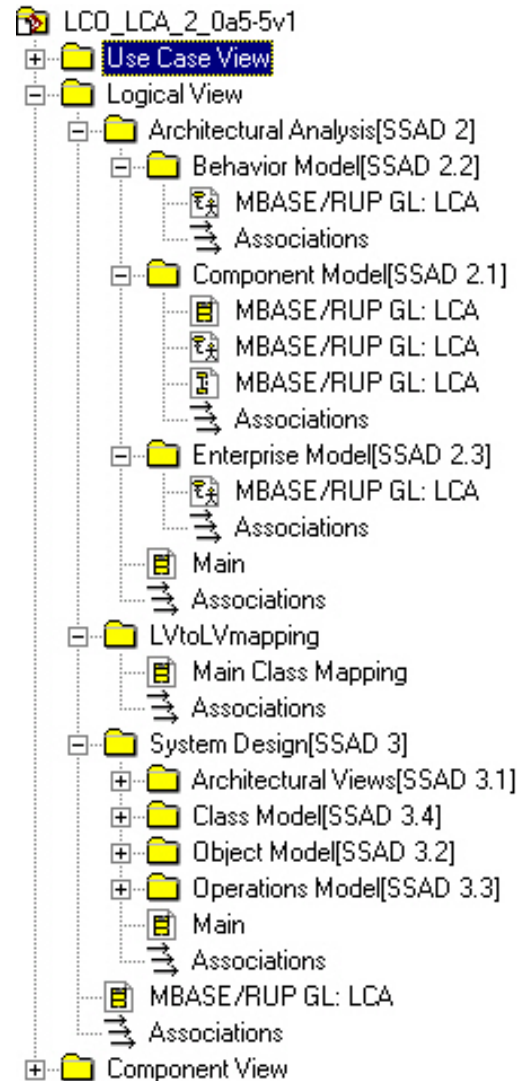 LCO_LCA_2_0a5-5v1
Use Case View
Logical View
Architectural Analysis[SSAD 2]
Behavior Model[SSAD 2.2]
MBASE/RUP GL: LCA
Associations
Component Model[SSAD 2.1]
MBASE/RUP GL: LCA
MBASE/RUP GL: LCA
MBASE/RUP GL: LCA
Associations
Enterprise Model[SSAD 2.3]
MBASE/RUP GL: LCA
Associations
Main
Associations
LVtoLVmapping
Main Class Mapping
Associations
System Design[SSAD 3]
Architectural Views[SSAD 3.1]
Class Model[SSAD 3.4]
Object Model[SSAD 3.2]
Operations Model[SSAD 3.3]
Main
Associations
MBASE/RUP GL: LCA
Associations
Component View